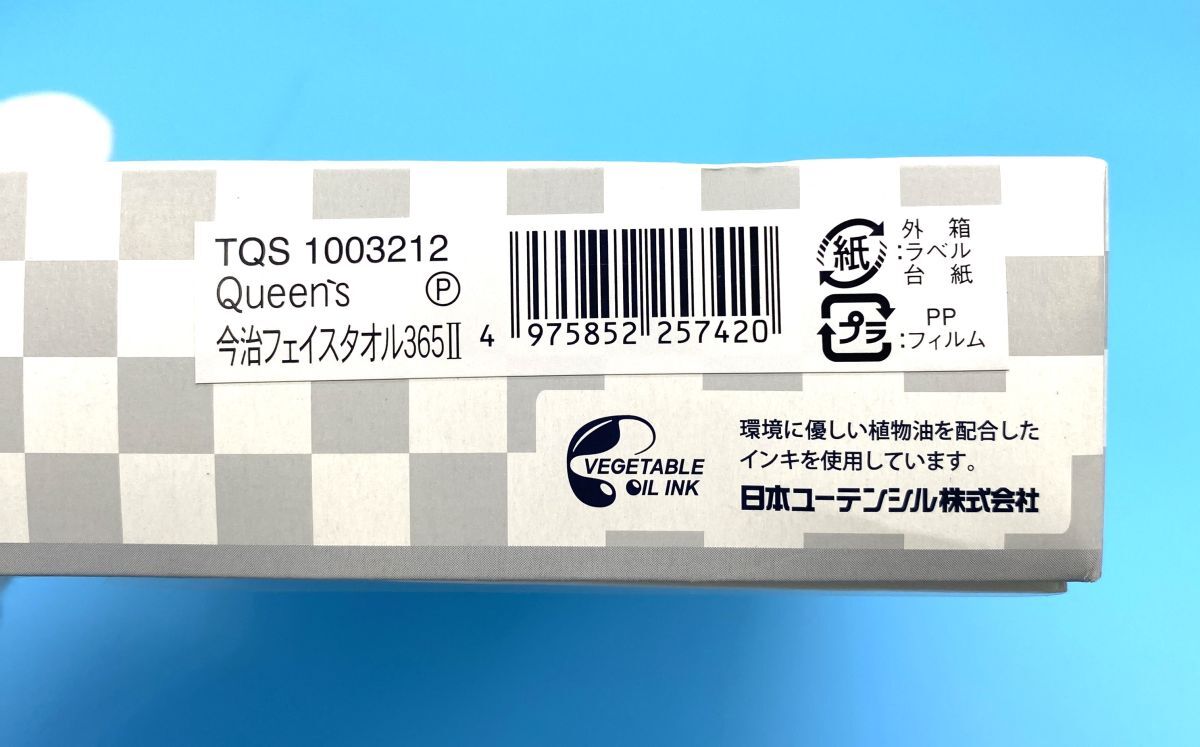 TQS 1003212
Queen's Ⓟ
今治フェイスタオル365Ⅱ
4 975852 257420
紙 外箱
:ラベル
台紙
プラ PP
:フィルム
VEGETABLE
OIL INK
環境に優しい植物油を配合した
インキを使用しています。
日本ユーテンシル株式会社